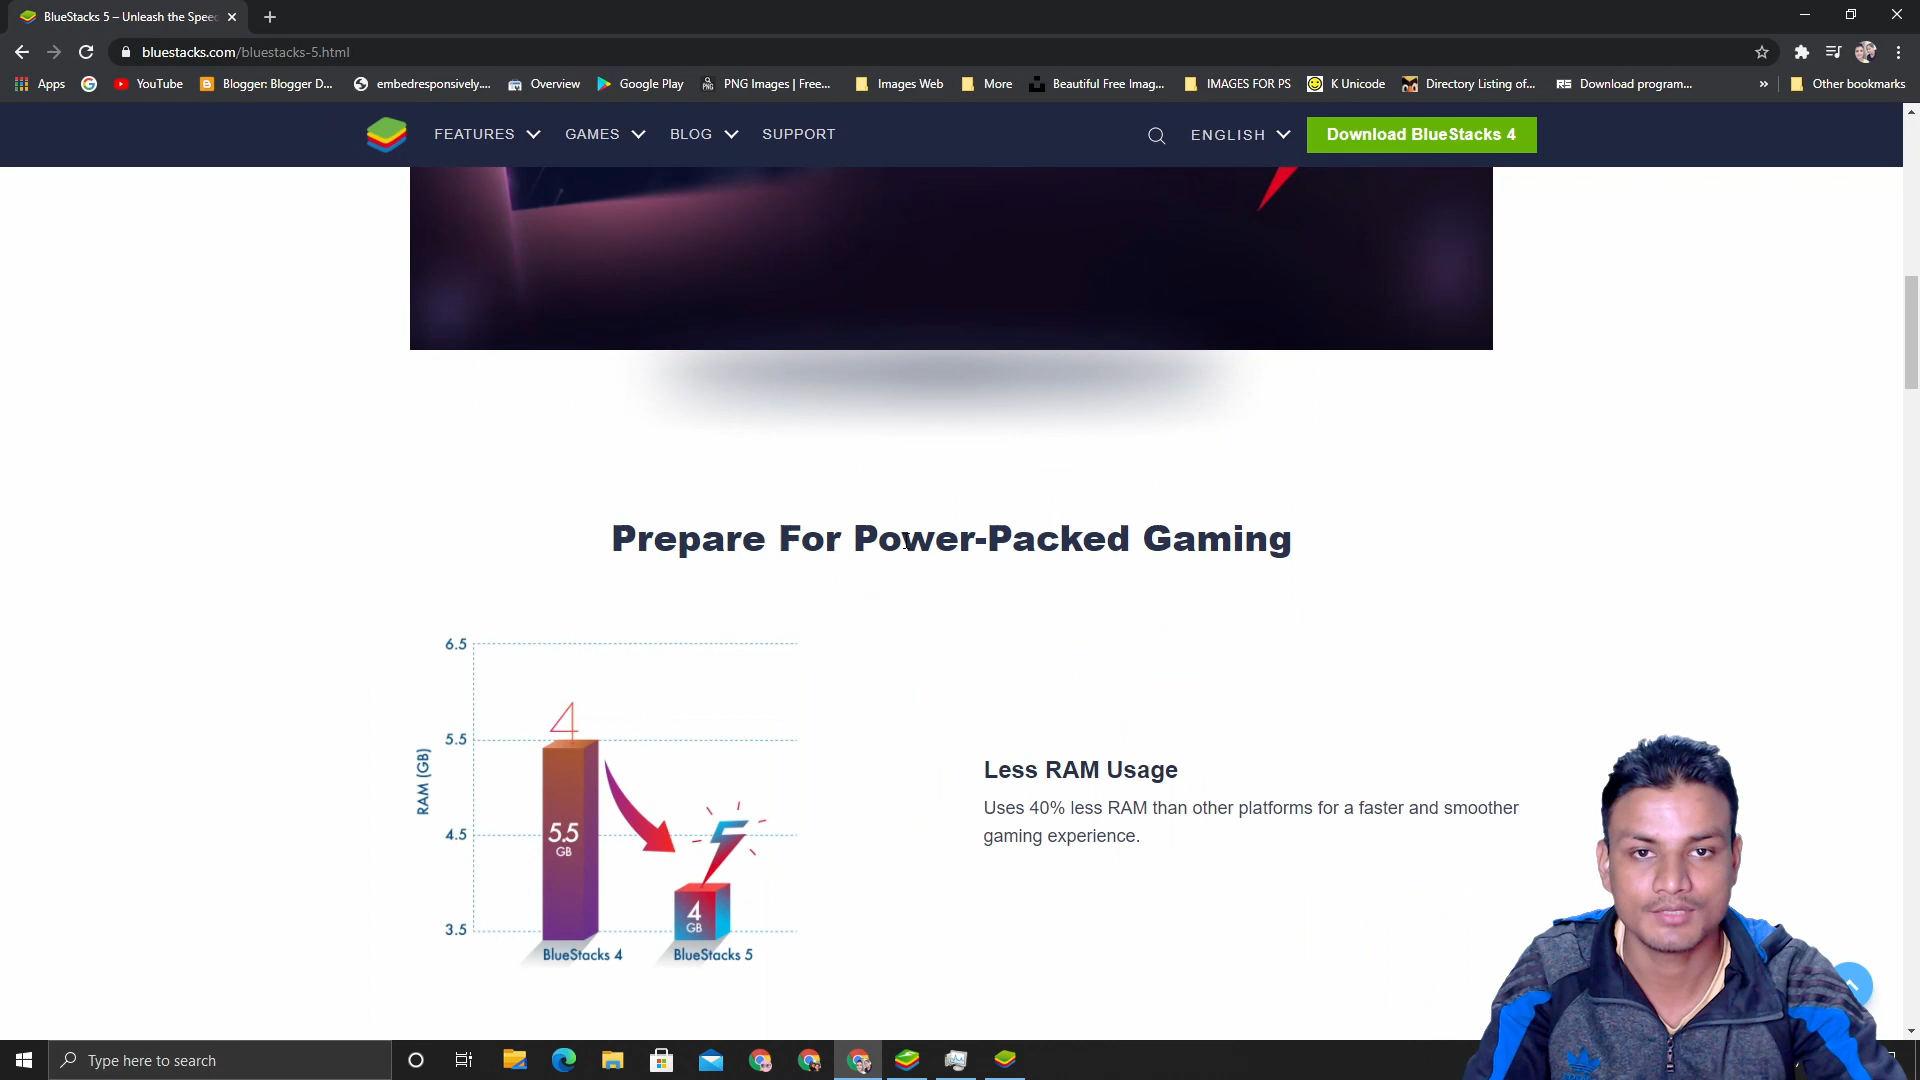 BlueStacks 5 – Unleash the Speed
bluestacks.com/bluestacks-5.html
Apps
YouTube
Blogger: Blogger D...
embedresponsively....
Overview
Google Play
PNG Images | Free...
Images Web
More
Beautiful Free Imag...
IMAGES FOR PS
K Unicode
Directory Listing of...
RS
Download program...
»
Other bookmarks
FEATURES
GAMES
BLOG
SUPPORT
ENGLISH
Download BlueStacks 4
Prepare For Power-Packed Gaming
6.5
5.5
4.5
3.5
RAM (GB)
4
5.5
GB
5
4
GB
BlueStacks 4
BlueStacks 5
Less RAM Usage
Uses 40% less RAM than other platforms for a faster and smoother
gaming experience.
Type here to search